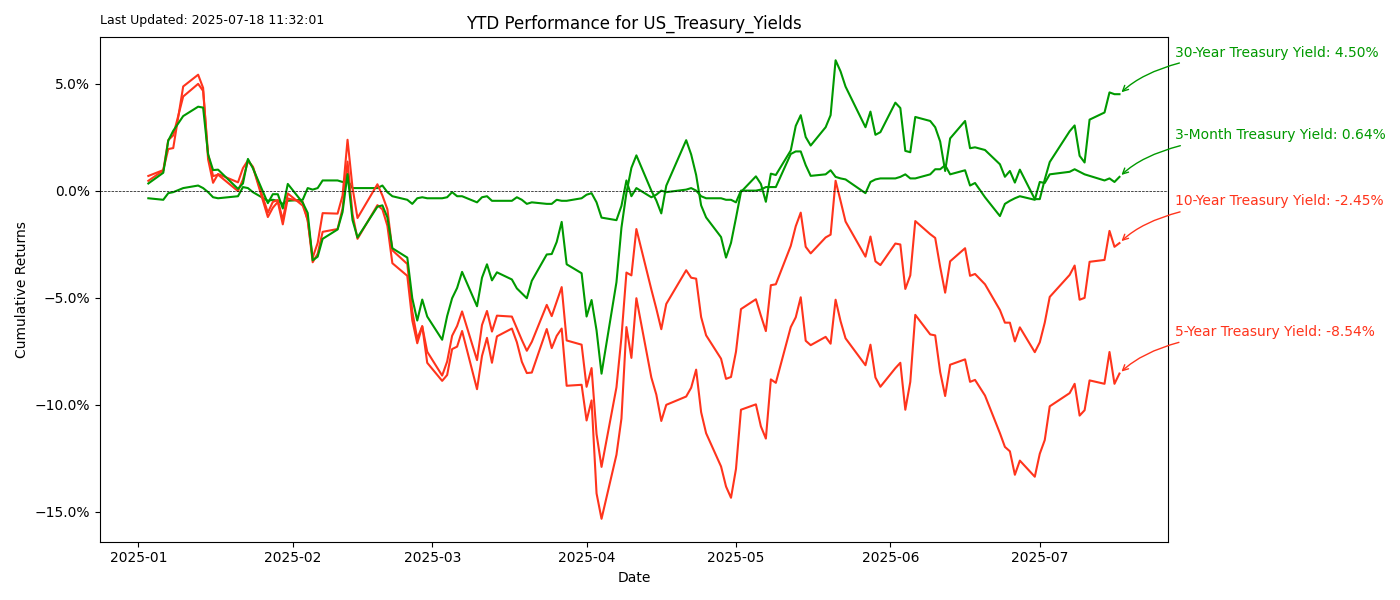 Last Updated: 2025-07-18 11:32:01
YTD Performance for US_Treasury_Yields
30-Year Treasury Yield: 4.50%
3-Month Treasury Yield: 0.64%
10-Year Treasury Yield: -2.45%
5-Year Treasury Yield: -8.54%
Cumulative Returns
5.0%
0.0%
−5.0%
−10.0%
−15.0%
2025-01 2025-02 2025-03 2025-04 2025-05 2025-06 2025-07
Date